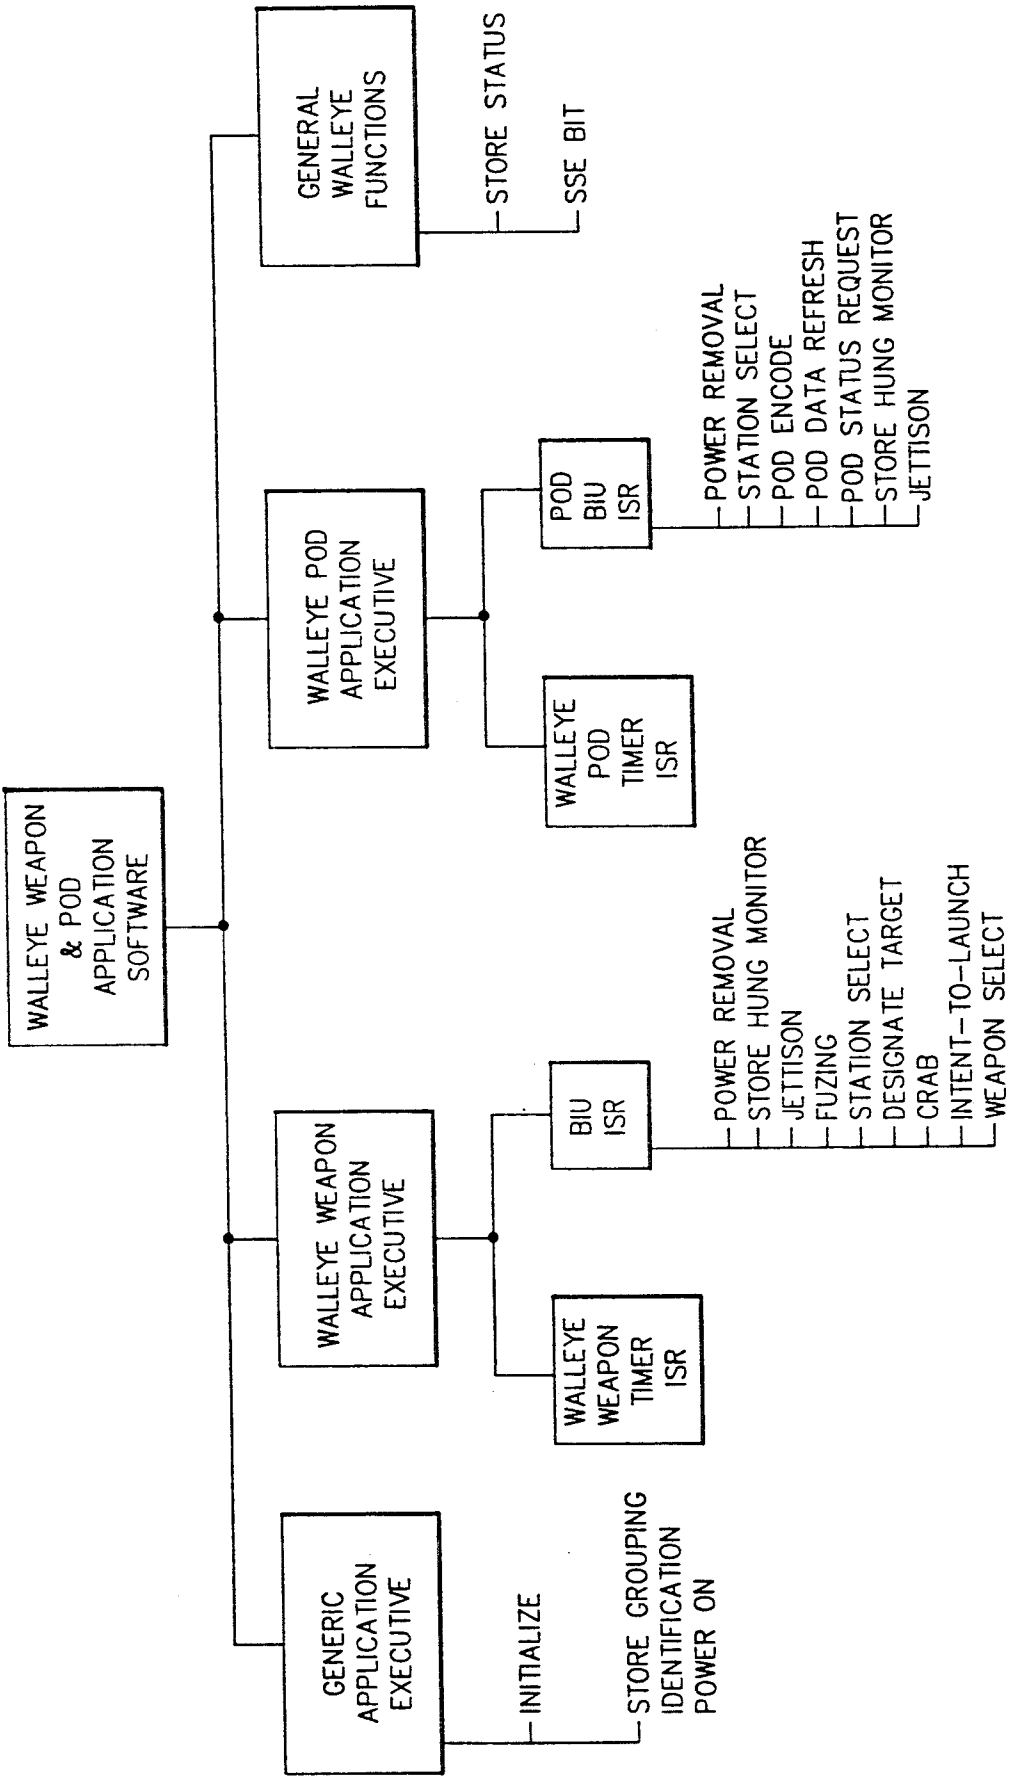 WALLEYE WEAPON
& POD
APPLICATION
SOFTWARE
GENERIC
APPLICATION
EXECUTIVE
INITIALIZE
STORE GROUPING
IDENTIFICATION
POWER ON
WALLEYE WEAPON
APPLICATION
EXECUTIVE
WALLEYE
WEAPON
TIMER
ISR
BIU
ISR
POWER REMOVAL
STORE HUNG MONITOR
JETTISON
FUZING
STATION SELECT
DESIGNATE TARGET
CRAB
INTENT-TO-LAUNCH
WEAPON SELECT
WALLEYE POD
APPLICATION
EXECUTIVE
WALLEYE
POD
TIMER
ISR
POD
BIU
ISR
POWER REMOVAL
STATION SELECT
POD ENCODE
POD DATA REFRESH
POD STATUS REQUEST
STORE HUNG MONITOR
JETTISON
GENERAL
WALLEYE
FUNCTIONS
STORE STATUS
SSE BIT